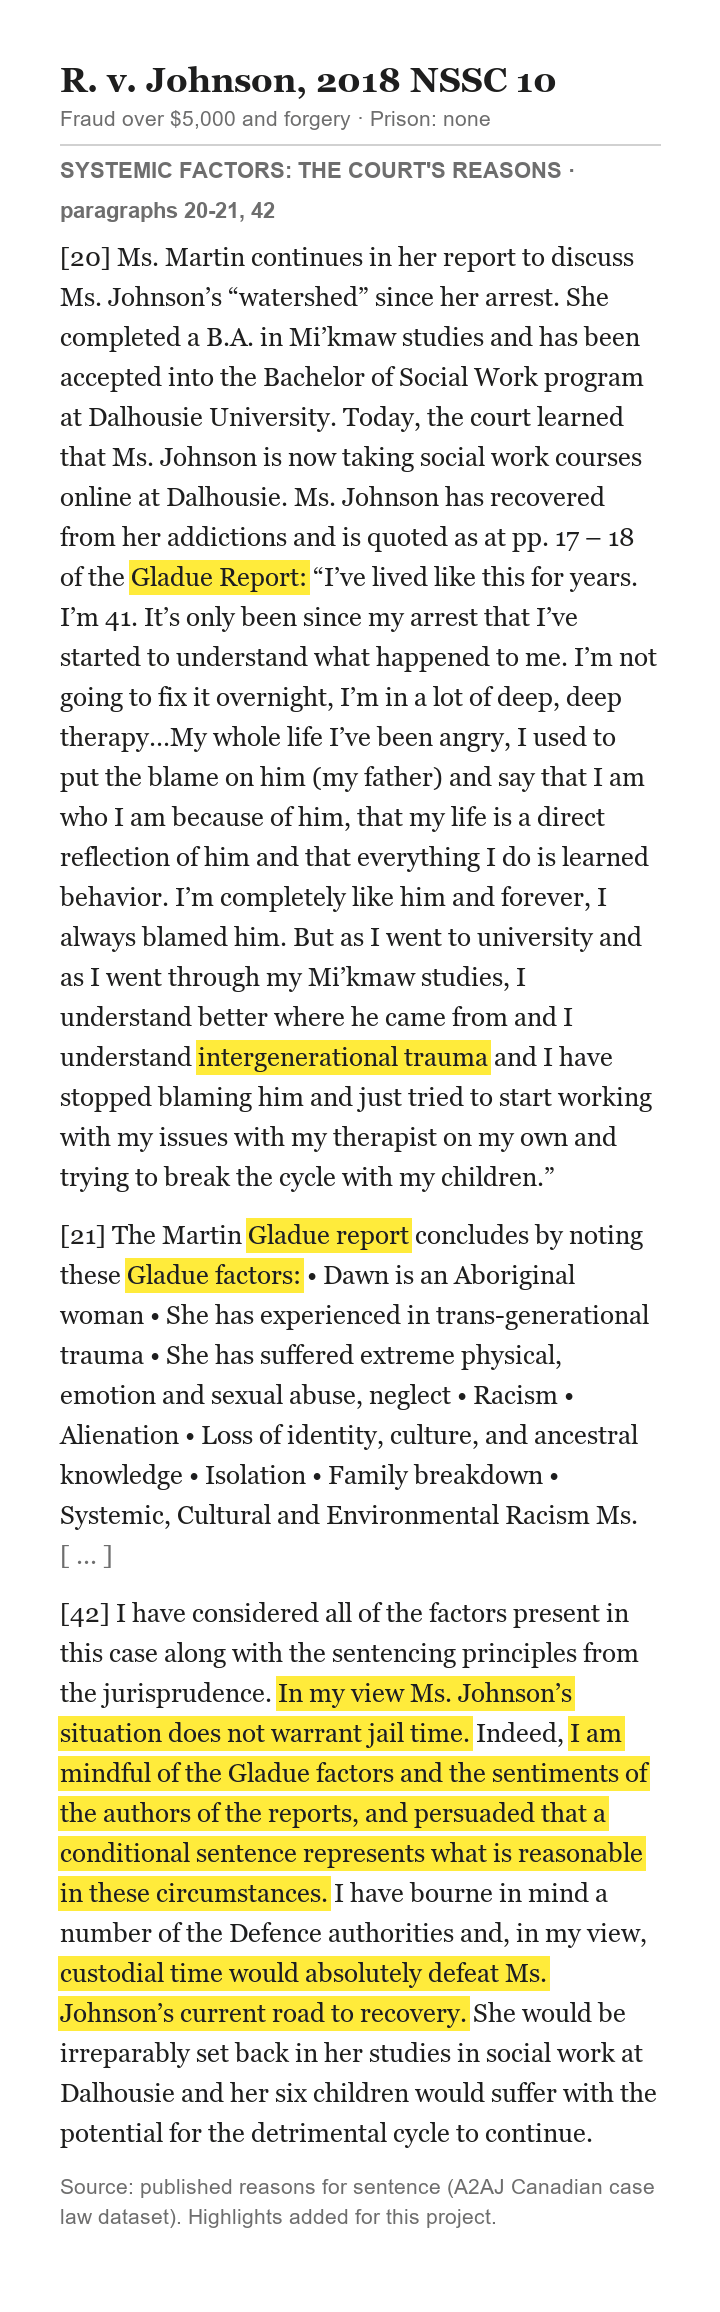 R. v. Johnson, 2018 NSSC 10
Fraud over $5,000 and forgery · Prison: none
SYSTEMIC FACTORS: THE COURT'S REASONS ·
paragraphs 20-21, 42
[20] Ms. Martin continues in her report to discuss
Ms. Johnson’s “watershed” since her arrest. She
completed a B.A. in Mi’kmaw studies and has been
accepted into the Bachelor of Social Work program
at Dalhousie University. Today, the court learned
that Ms. Johnson is now taking social work courses
online at Dalhousie. Ms. Johnson has recovered
from her addictions and is quoted as at pp. 17 – 18
of the Gladue Report: “I’ve lived like this for years.
I’m 41. It’s only been since my arrest that I’ve
started to understand what happened to me. I’m not
going to fix it overnight, I’m in a lot of deep, deep
therapy…My whole life I’ve been angry, I used to
put the blame on him (my father) and say that I am
who I am because of him, that my life is a direct
reflection of him and that everything I do is learned
behavior. I’m completely like him and forever, I
always blamed him. But as I went to university and
as I went through my Mi’kmaw studies, I
understand better where he came from and I
understand intergenerational trauma and I have
stopped blaming him and just tried to start working
with my issues with my therapist on my own and
trying to break the cycle with my children.”
[21] The Martin Gladue report concludes by noting
these Gladue factors: • Dawn is an Aboriginal
woman • She has experienced in trans-generational
trauma • She has suffered extreme physical,
emotion and sexual abuse, neglect • Racism •
Alienation • Loss of identity, culture, and ancestral
knowledge • Isolation • Family breakdown •
Systemic, Cultural and Environmental Racism Ms.
[ … ]
[42] I have considered all of the factors present in
this case along with the sentencing principles from
the jurisprudence. In my view Ms. Johnson’s
situation does not warrant jail time. Indeed, I am
mindful of the Gladue factors and the sentiments of
the authors of the reports, and persuaded that a
conditional sentence represents what is reasonable
in these circumstances. I have bourne in mind a
number of the Defence authorities and, in my view,
custodial time would absolutely defeat Ms.
Johnson’s current road to recovery. She would be
irreparably set back in her studies in social work at
Dalhousie and her six children would suffer with the
potential for the detrimental cycle to continue.
Source: published reasons for sentence (A2AJ Canadian case
law dataset). Highlights added for this project.